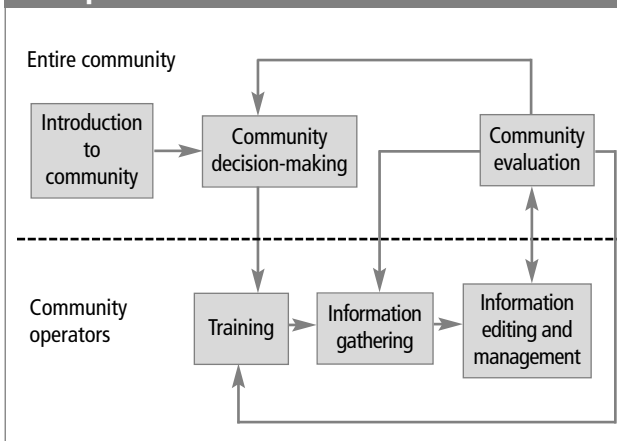 Entire community
Introduction
to
community
Community
decision-making
Community
evaluation
Community
operators
Training
Information
gathering
Information
editing and
management